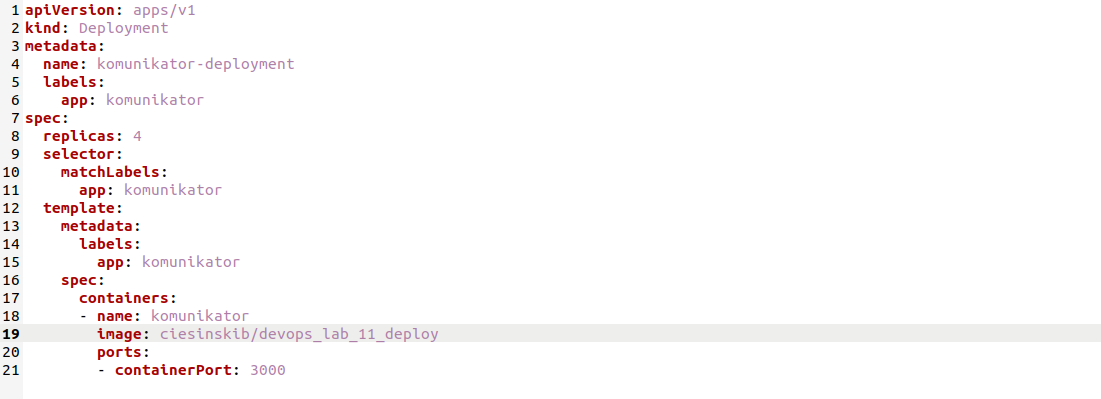 1 apiVersion: apps/v1
2 kind: Deployment
3 metadata:
4   name: komunikator-deployment
5   labels:
6     app: komunikator
7 spec:
8   replicas: 4
9   selector:
10     matchLabels:
11       app: komunikator
12   template:
13     metadata:
14       labels:
15         app: komunikator
16     spec:
17       containers:
18       - name: komunikator
19         image: ciesinskib/devops_lab_11_deploy
20         ports:
21         - containerPort: 3000